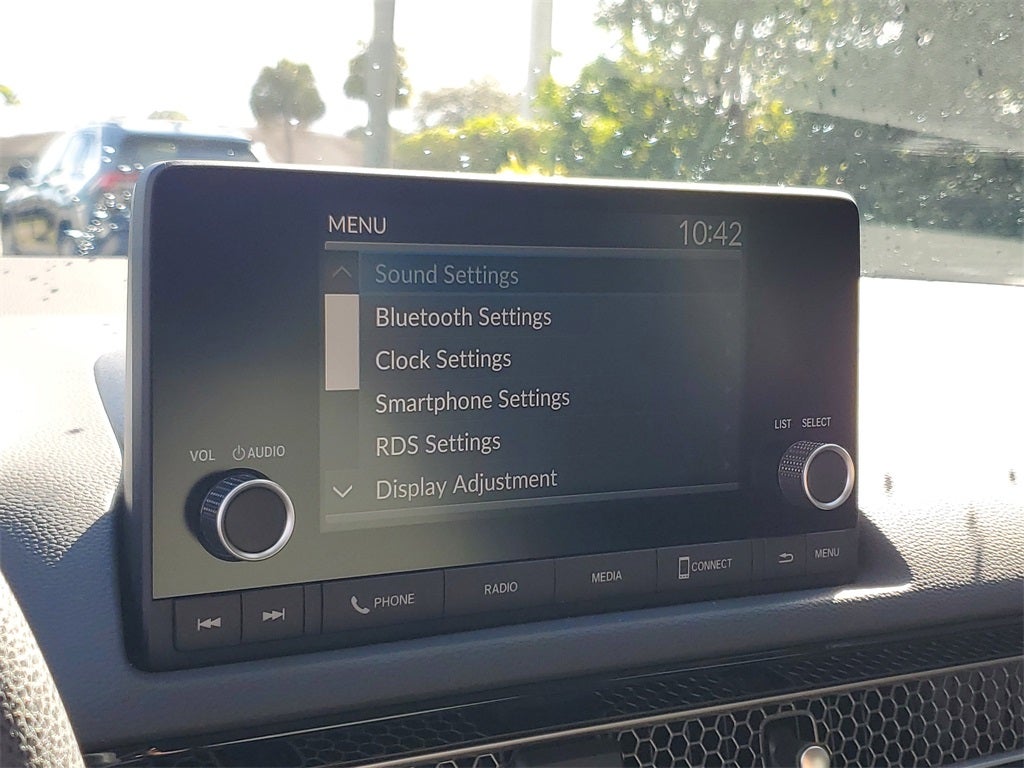 MENU 10:42
Sound Settings
Bluetooth Settings
Clock Settings
Smartphone Settings
RDS Settings
Display Adjustment
VOL AUDIO
LIST SELECT
PHONE RADIO MEDIA CONNECT MENU